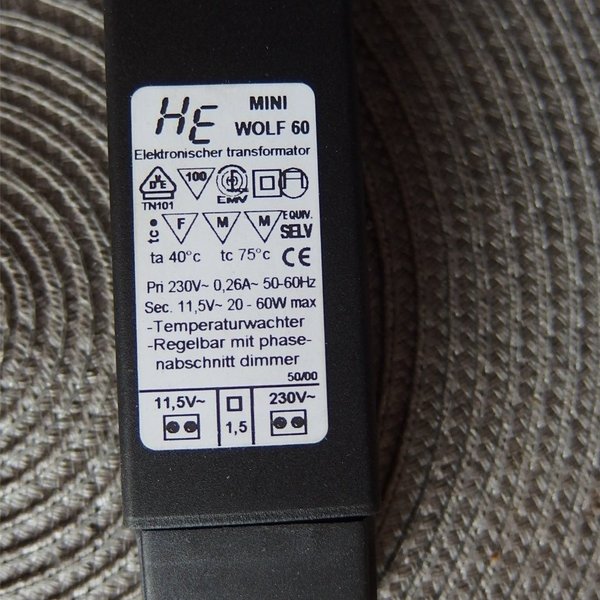 HE MINI
WOLF 60
Elektronischer transformator
100
TN101 EMV
tc F M M EQUIV. SELV
ta 40°c tc 75°c CE
Pri 230V~ 0,26A~ 50-60Hz
Sec. 11,5V~ 20 - 60W max
-Temperaturwachter
-Regelbar mit phase-
nabschnitt dimmer
50/00
11,5V~ 230V~
1,5